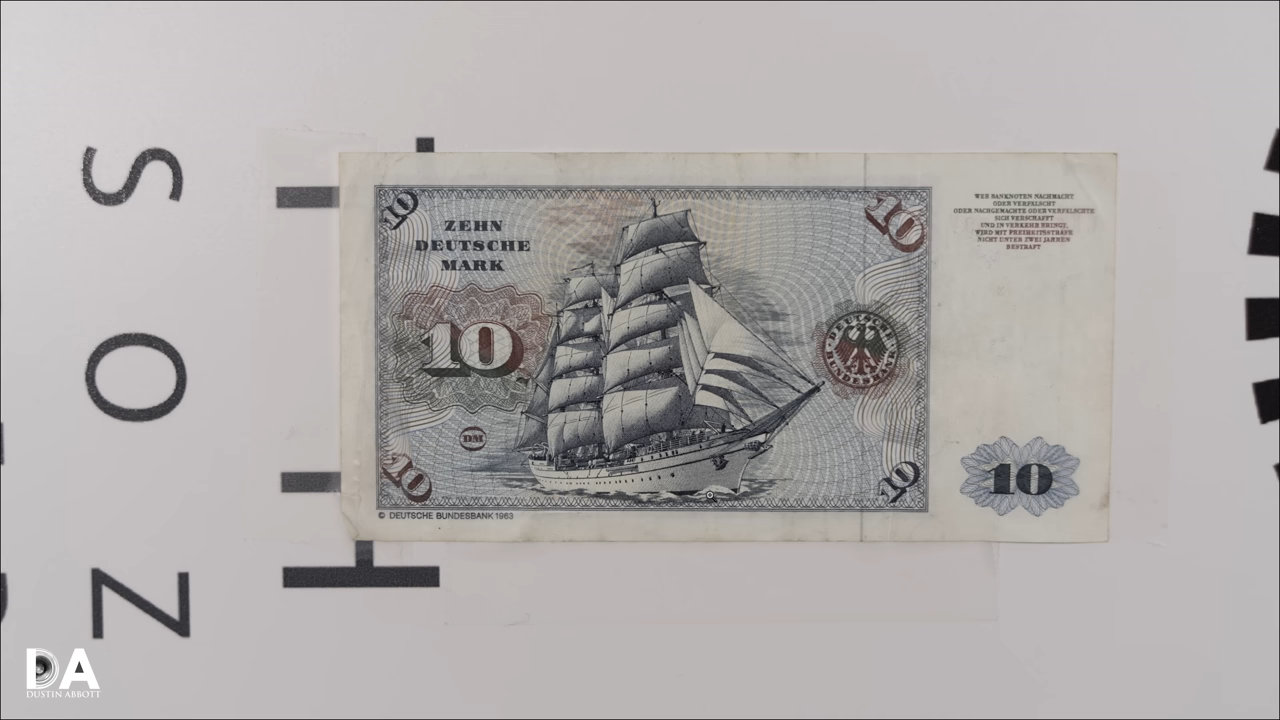 S
O
Z
10
ZEHN
DEUTSCHE
MARK
10
10
DM
10
10
© DEUTSCHE BUNDESBANK 1963
DEUTSCHE
BUNDESBANK
WER BANKNOTEN NACHMACHT
ODER VERFÄLSCHT
ODER NACHGEMACHTE ODER VERFÄLSCHTE
SICH VERSCHAFFT
UND IN VERKEHR BRINGT,
WIRD MIT FREIHEITSSTRAFE
NICHT UNTER ZWEI JAHREN
BESTRAFT
10
DA
DUSTIN ABBOTT